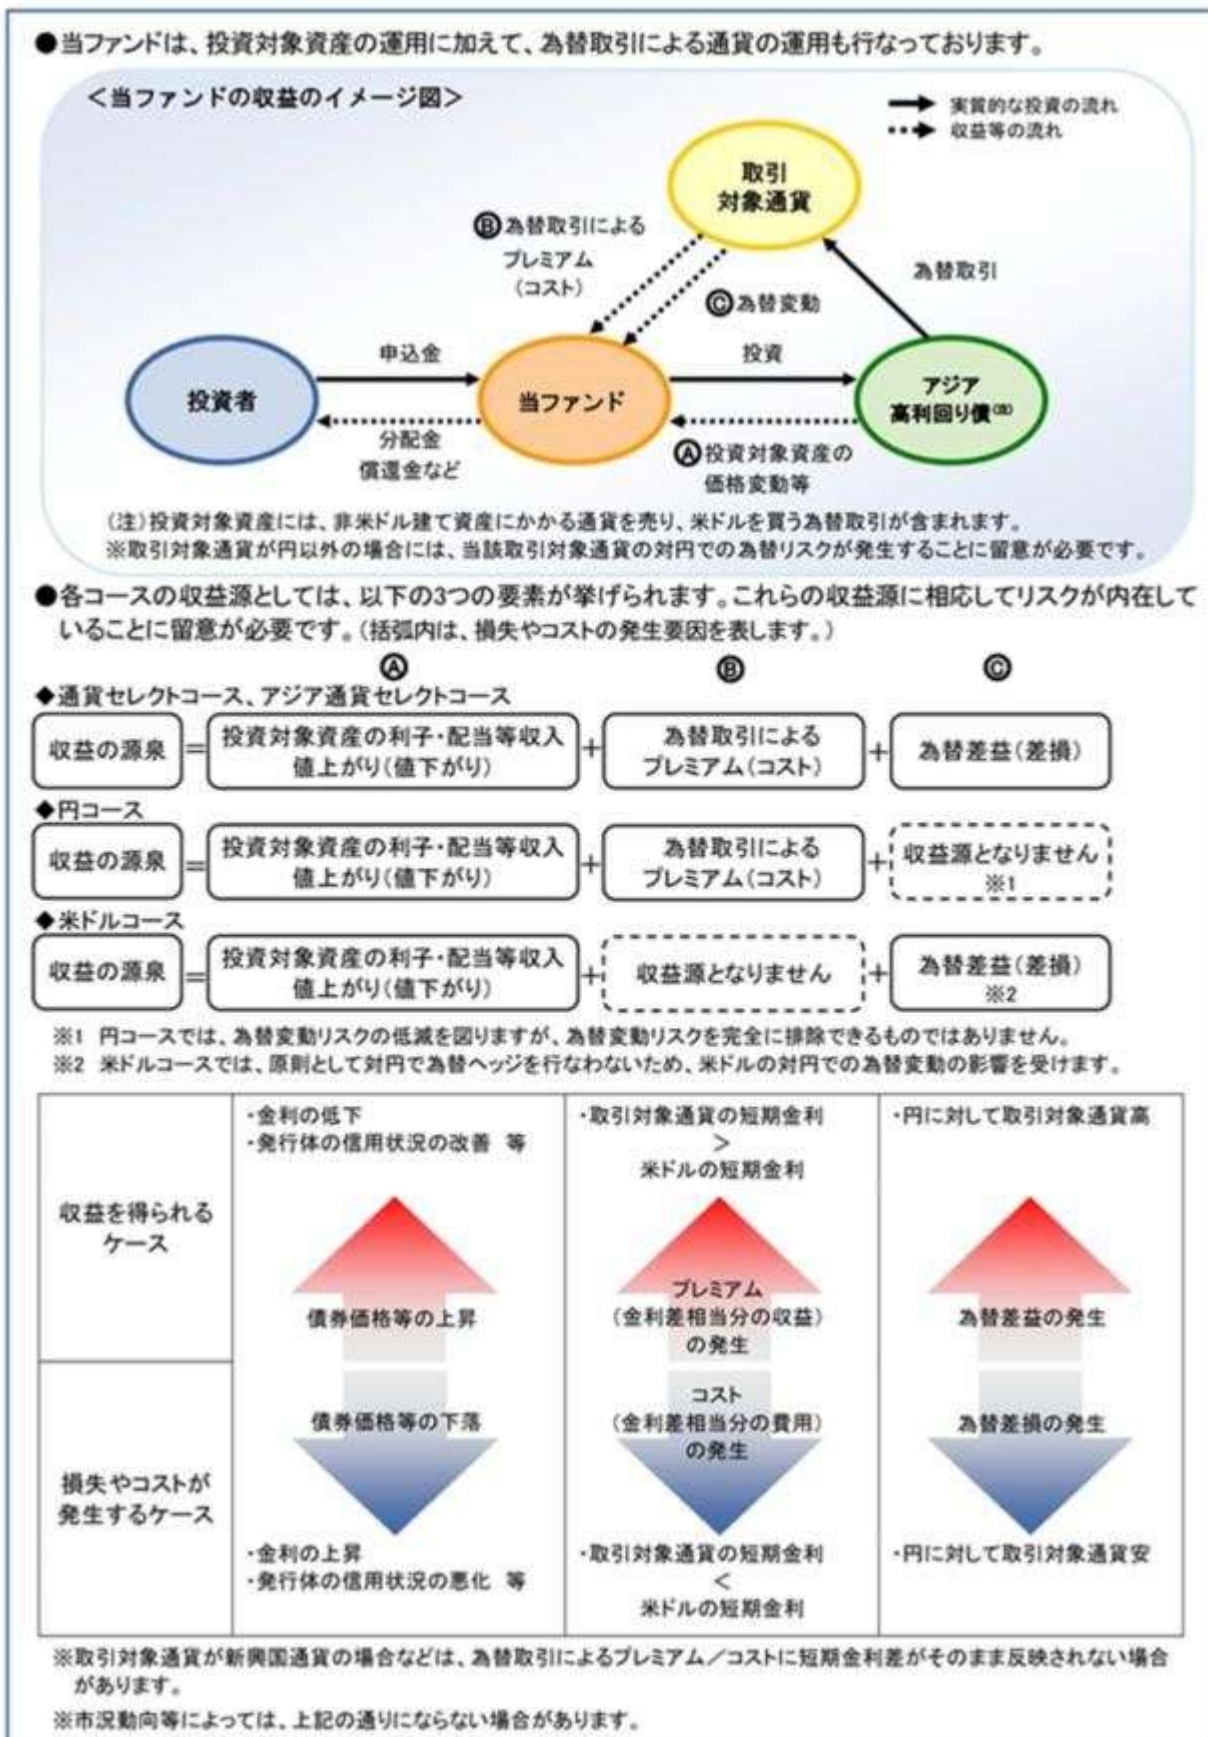 ●当ファンドは、投資対象資産の運用に加えて、為替取引による通貨の運用も行なっております。
＜当ファンドの収益のイメージ図＞
実質的な投資の流れ
収益等の流れ
取引
対象通貨
Ⓑ為替取引による
プレミアム
(コスト)
Ⓒ為替変動
為替取引
申込金
投資
投資者
当ファンド
アジア
高利回り債(注)
分配金
償還金など
Ⓐ投資対象資産の
価格変動等
(注)投資対象資産には、非米ドル建て資産にかかる通貨を売り、米ドルを買う為替取引が含まれます。
※取引対象通貨が円以外の場合には、当該取引対象通貨の対円での為替リスクが発生することに留意が必要です。
●各コースの収益源としては、以下の3つの要素が挙げられます。これらの収益源に相応してリスクが内在して
いることに留意が必要です。(括弧内は、損失やコストの発生要因を表します。)
Ⓐ Ⓑ Ⓒ
◆通貨セレクトコース、アジア通貨セレクトコース
収益の源泉 = 投資対象資産の利子・配当等収入 + 為替取引による + 為替差益(差損)
値上がり(値下がり) プレミアム(コスト)
◆円コース
収益の源泉 = 投資対象資産の利子・配当等収入 + 為替取引による + 収益源となりません
値上がり(値下がり) プレミアム(コスト) ※1
◆米ドルコース
収益の源泉 = 投資対象資産の利子・配当等収入 + 収益源となりません + 為替差益(差損)
値上がり(値下がり) ※2
※1 円コースでは、為替変動リスクの低減を図りますが、為替変動リスクを完全に排除できるものではありません。
※2 米ドルコースでは、原則として対円で為替ヘッジを行なわないため、米ドルの対円での為替変動の影響を受けます。
収益を得られる
ケース
・金利の低下
・発行体の信用状況の改善 等
債券価格等の上昇
・取引対象通貨の短期金利
＞
米ドルの短期金利
プレミアム
(金利差相当分の収益)
の発生
・円に対して取引対象通貨高
為替差益の発生
損失やコストが
発生するケース
債券価格等の下落
・金利の上昇
・発行体の信用状況の悪化 等
コスト
(金利差相当分の費用)
の発生
・取引対象通貨の短期金利
＜
米ドルの短期金利
為替差損の発生
・円に対して取引対象通貨安
※取引対象通貨が新興国通貨の場合などは、為替取引によるプレミアム／コストに短期金利差がそのまま反映されない場合
があります。
※市況動向等によっては、上記の通りにならない場合があります。